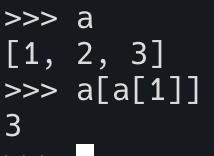 >>> a
[1, 2, 3]
>>> a[a[1]]
3